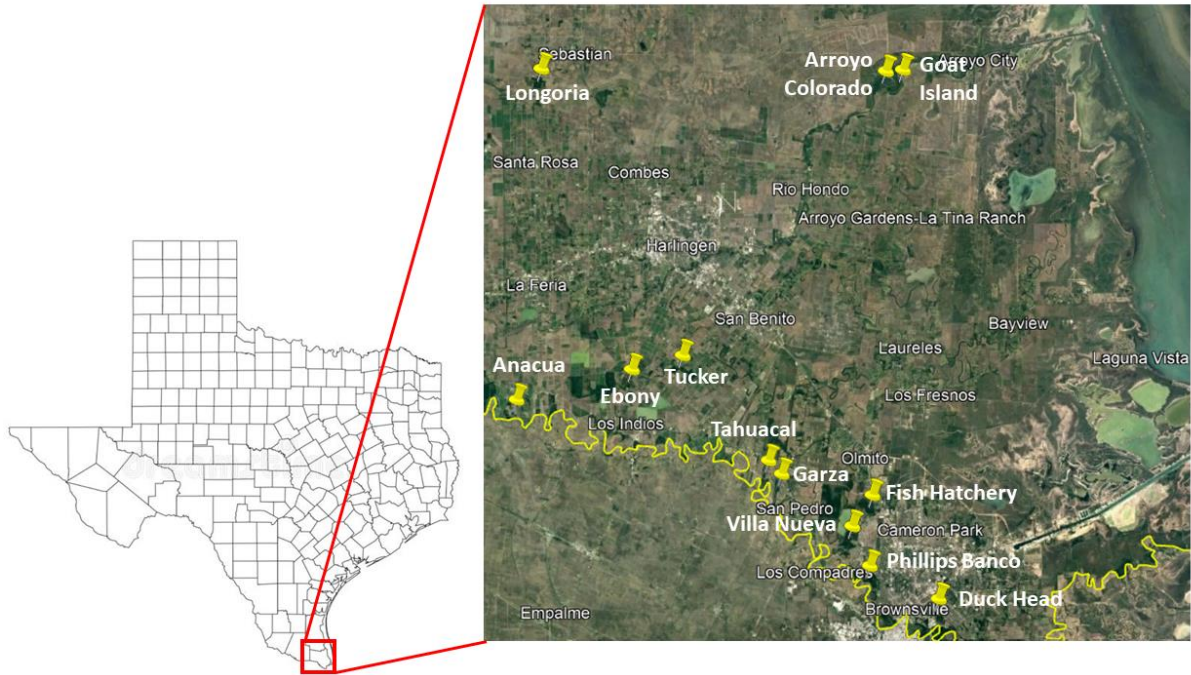 Sebastian
Longoria
Arroyo
Colorado
Goat
Island
Arroyo City
Santa Rosa
Combes
Rio Hondo
Arroyo Gardens-La Tina Ranch
Harlingen
La Feria
San Benito
Bayview
Laureles
Laguna Vista
Anacua
Tucker
Ebony
Los Fresnos
Los Indios
Tahuacal
Olmito
Garza
Fish Hatchery
San Pedro
Villa Nueva
Cameron Park
Phillips Banco
Los Compadres
Duck Head
Brownsville
Empalme